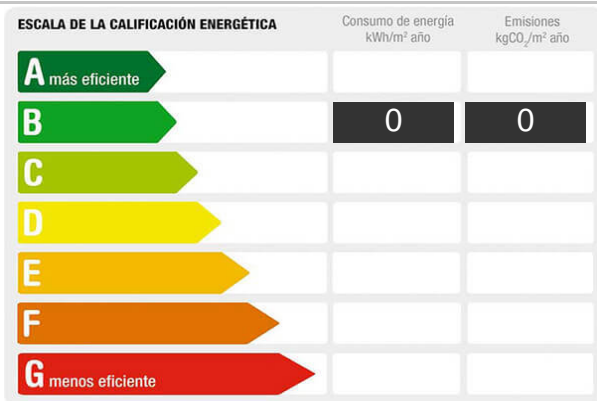 ESCALA DE LA CALIFICACIÓN ENERGÉTICA
Consumo de energía
kWh/m² año
Emisiones
kgCO₂/m² año
A más eficiente
B 0 0
C
D
E
F
G menos eficiente